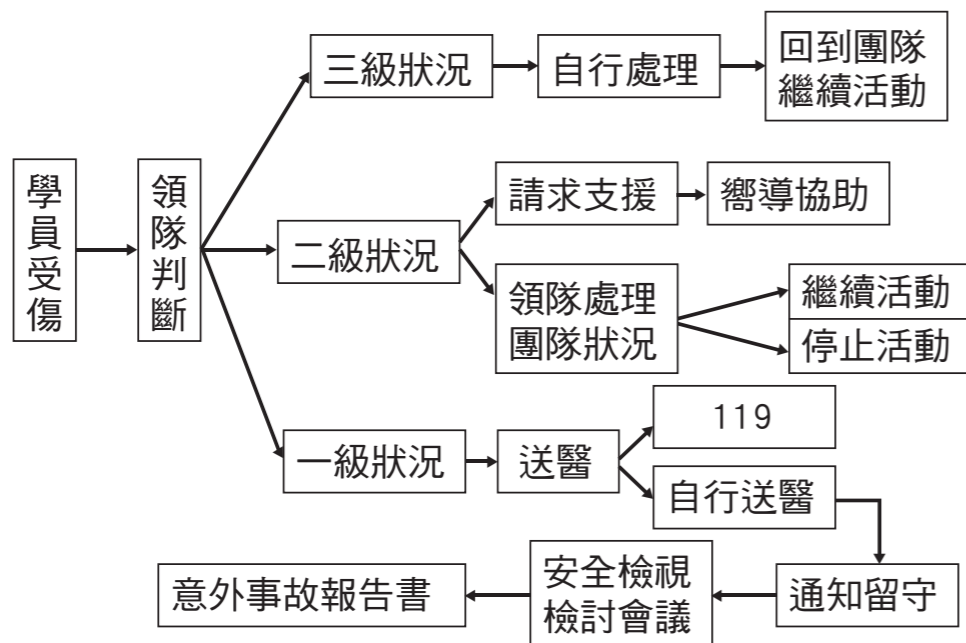 學員受傷
領隊判斷
三級狀況
自行處理
回到團隊
繼續活動
二級狀況
請求支援
嚮導協助
領隊處理
團隊狀況
繼續活動
停止活動
一級狀況
送醫
119
自行送醫
通知留守
安全檢視
檢討會議
意外事故報告書